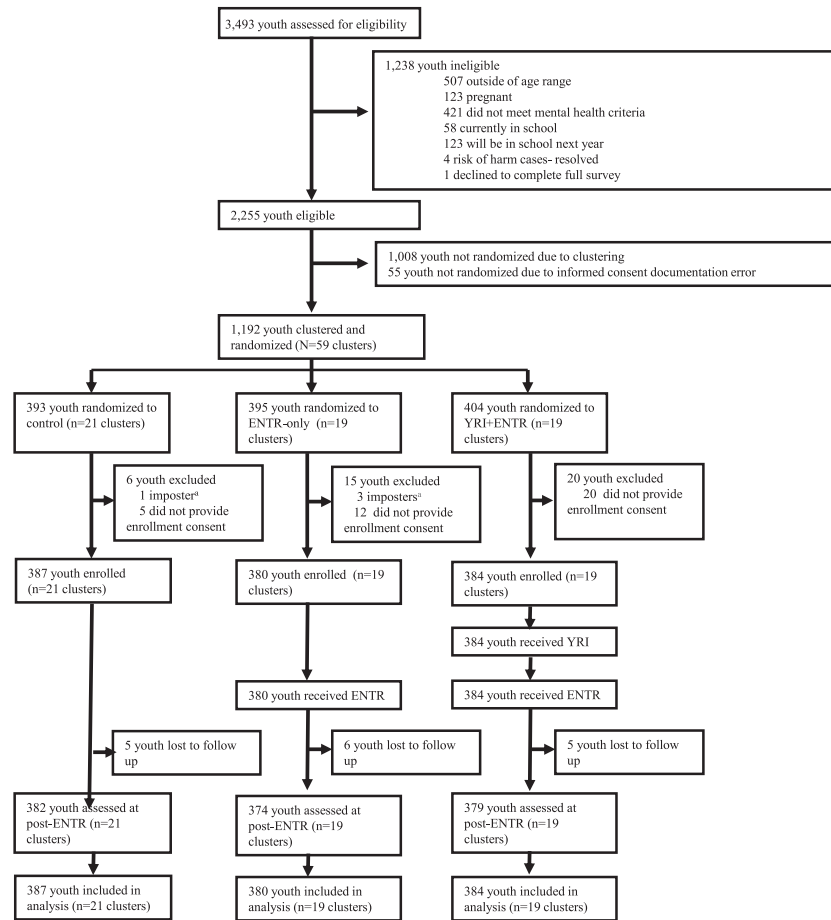 3,493 youth assessed for eligibility
1,238 youth ineligible
507 outside of age range
123 pregnant
421 did not meet mental health criteria
58 currently in school
123 will be in school next year
4 risk of harm cases- resolved
1 declined to complete full survey
2,255 youth eligible
1,008 youth not randomized due to clustering
55 youth not randomized due to informed consent documentation error
1,192 youth clustered and
randomized (N=59 clusters)
393 youth randomized to
control (n=21 clusters)
395 youth randomized to
ENTR-only (n=19
clusters)
404 youth randomized to
YRI+ENTR (n=19
clusters)
6 youth excluded
1 imposterᵃ
5 did not provide
enrollment consent
15 youth excluded
3 impostersᵃ
12 did not provide
enrollment consent
20 youth excluded
20 did not provide
enrollment consent
387 youth enrolled
(n=21 clusters)
380 youth enrolled (n=19
clusters)
384 youth enrolled (n=19
clusters)
384 youth received YRI
380 youth received ENTR
384 youth received ENTR
5 youth lost to follow
up
6 youth lost to follow
up
5 youth lost to follow
up
382 youth assessed at
post-ENTR (n=21
clusters)
374 youth assessed at
post-ENTR (n=19
clusters)
379 youth assessed at
post-ENTR (n=19
clusters)
387 youth included in
analysis (n=21 clusters)
380 youth included in
analysis (n=19 clusters)
384 youth included in
analysis (n=19 clusters)